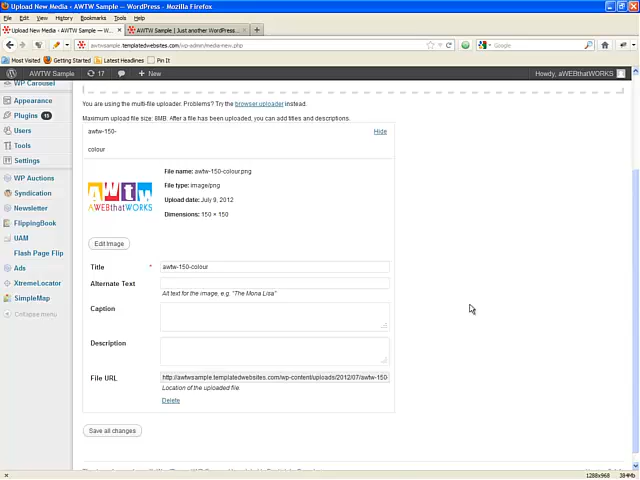 Upload New Media ‹ AWTW Sample — WordPress - Mozilla Firefox
File Edit View History Bookmarks Tools Help
Upload New Media ‹ AWTW Sample — W...
AWTW Sample | Just another WordPress...
awtwsample.templatedwebsites.com/wp-admin/media-new.php
Google
Most Visited Getting Started Latest Headlines Pin It
AWTW Sample 17 + New Howdy, aWEBthatWORKS
WP Carousel
Appearance
Plugins 15
Users
Tools
Settings
WP Auctions
Syndication
Newsletter
FlippingBook
UAM
Flash Page Flip
Ads
XtremeLocator
SimpleMap
Collapse menu
You are using the multi-file uploader. Problems? Try the browser uploader instead.
Maximum upload file size: 8MB. After a file has been uploaded, you can add titles and descriptions.
awtw-150-
colour
Hide
AWTW
AWEBthatWORKS
File name: awtw-150-colour.png
File type: image/png
Upload date: July 9, 2012
Dimensions: 150 × 150
Edit Image
Title * awtw-150-colour
Alternate Text
Alt text for the image, e.g. "The Mona Lisa"
Caption
Description
File URL http://awtwsample.templatedwebsites.com/wp-content/uploads/2012/07/awtw-150-
Location of the uploaded file.
Delete
Save all changes
1288x968